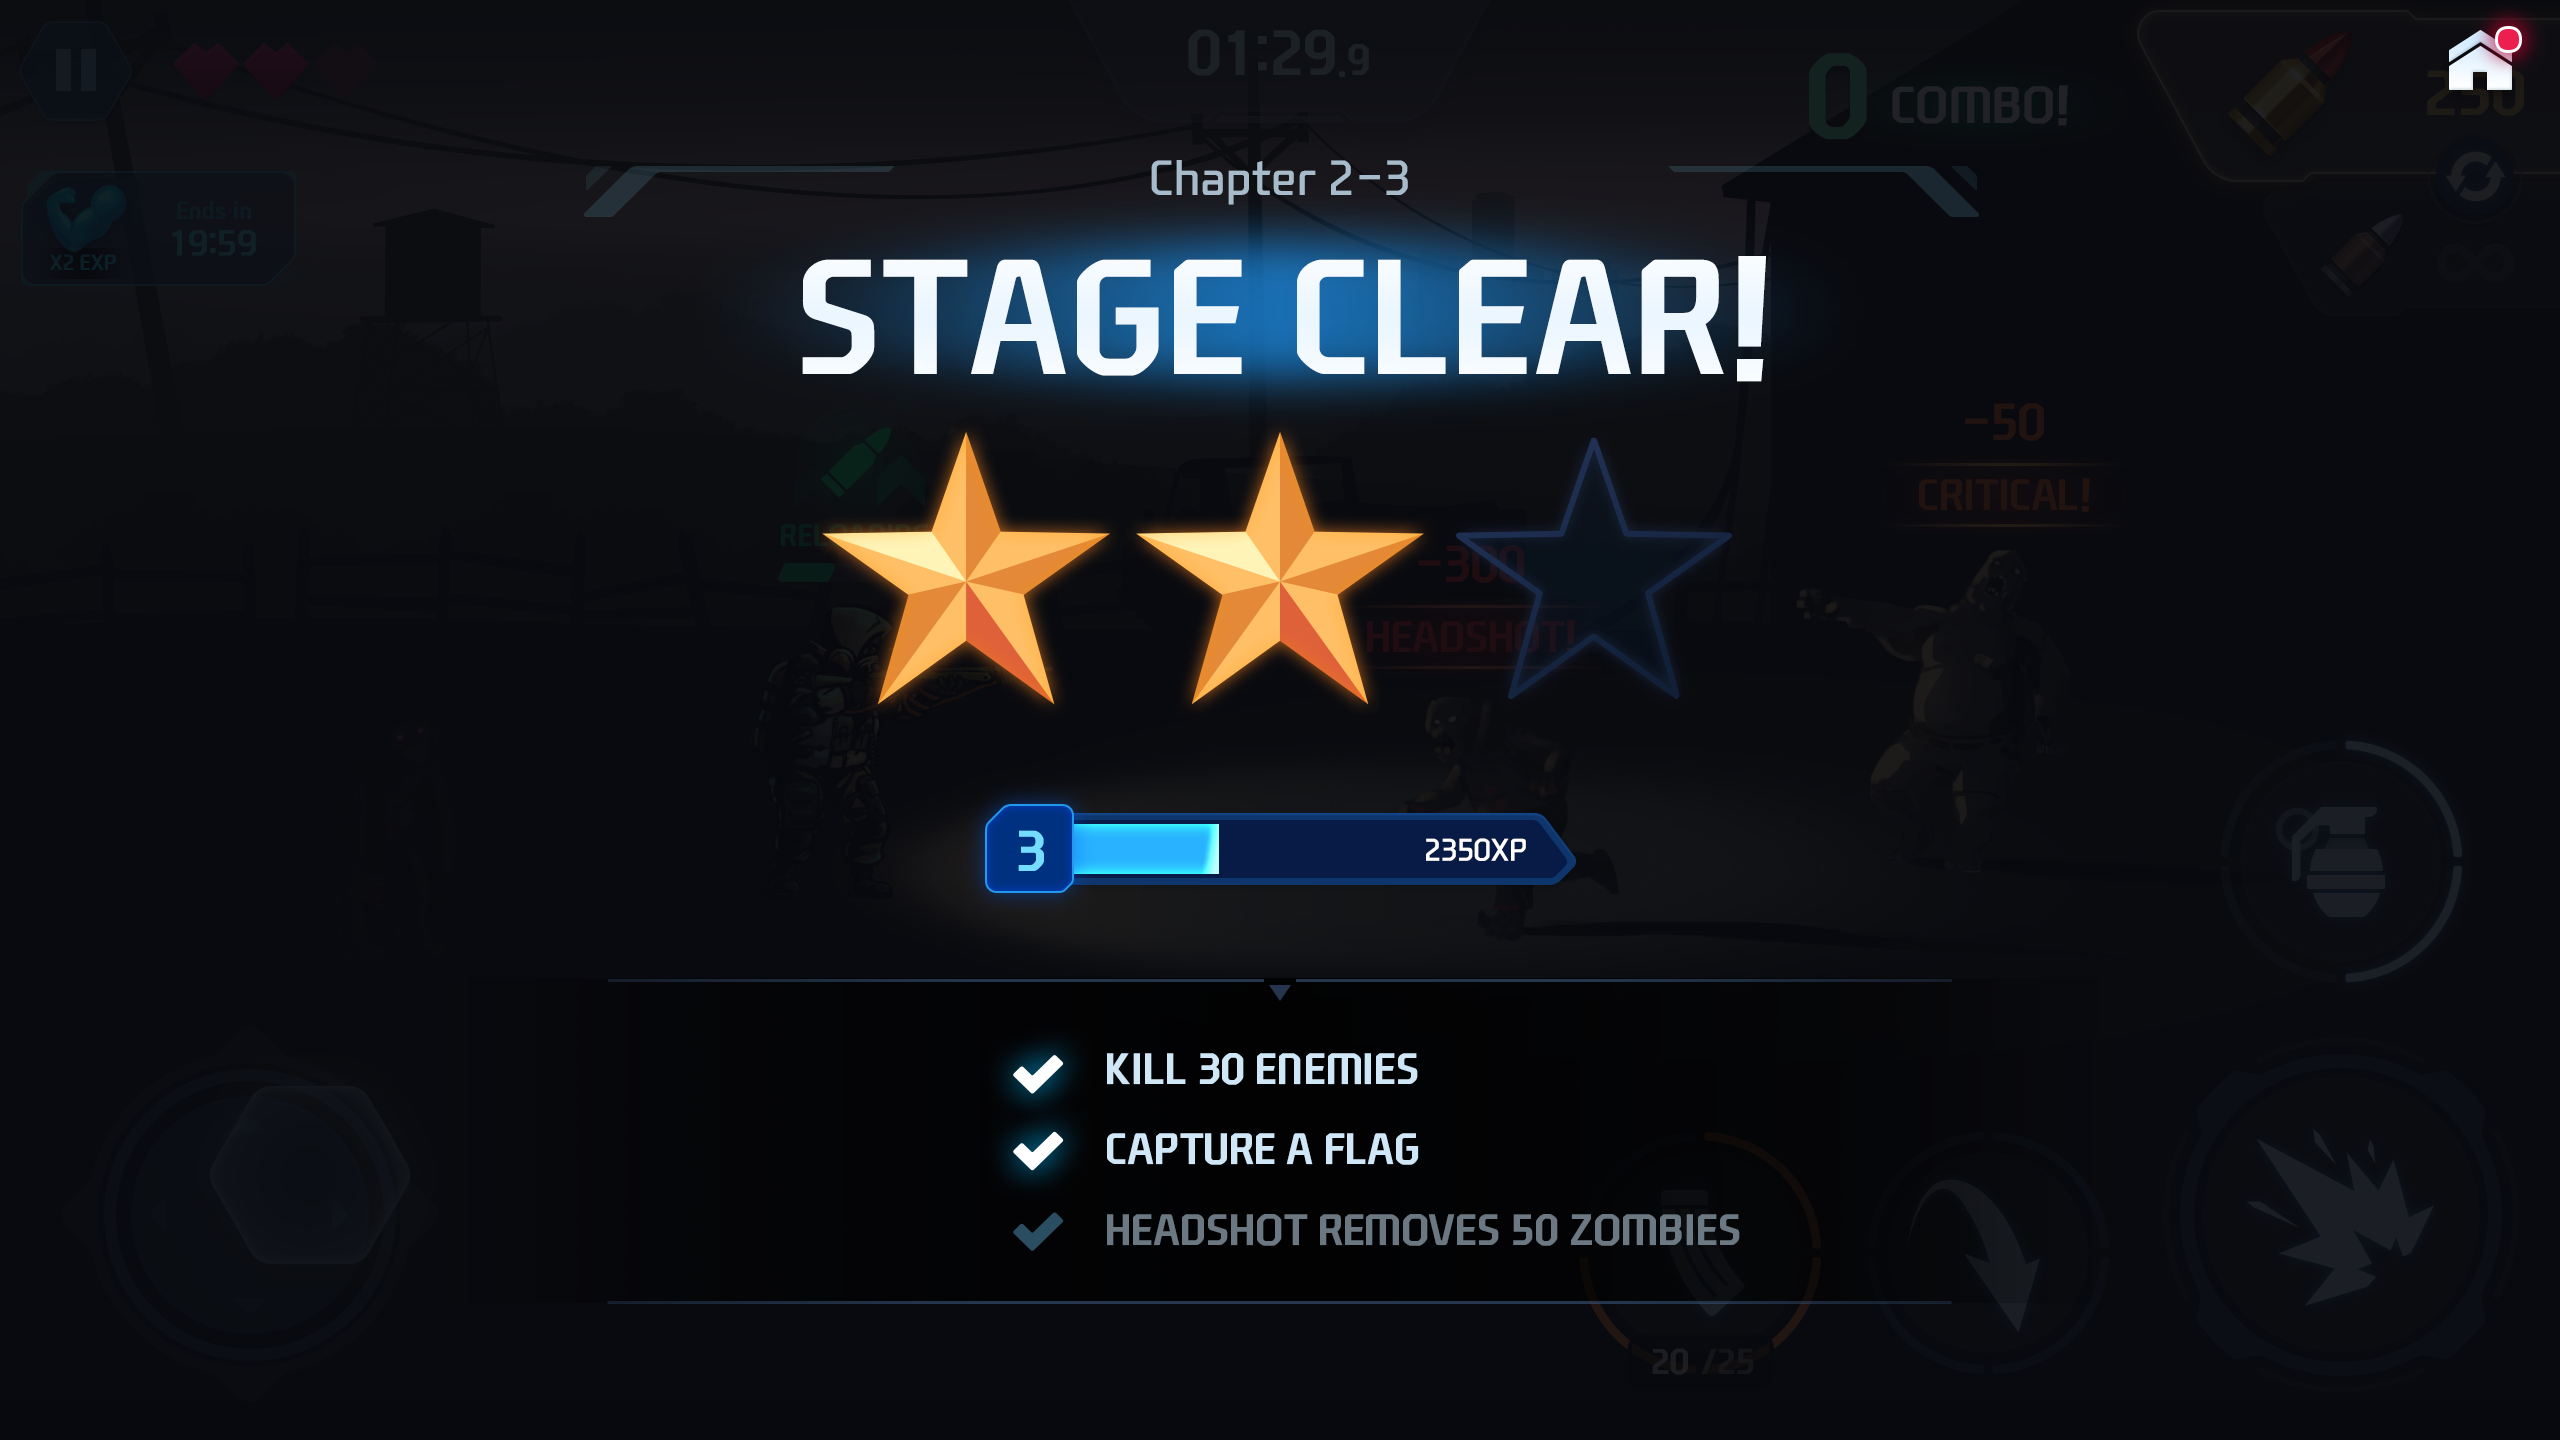 01:29.9
0 COMBO!
250
Ends in
19:59
X2 EXP
Chapter 2-3
STAGE CLEAR!
-50
CRITICAL!
-300
HEADSHOT!
3
2350XP
KILL 30 ENEMIES
CAPTURE A FLAG
HEADSHOT REMOVES 50 ZOMBIES
20 /25